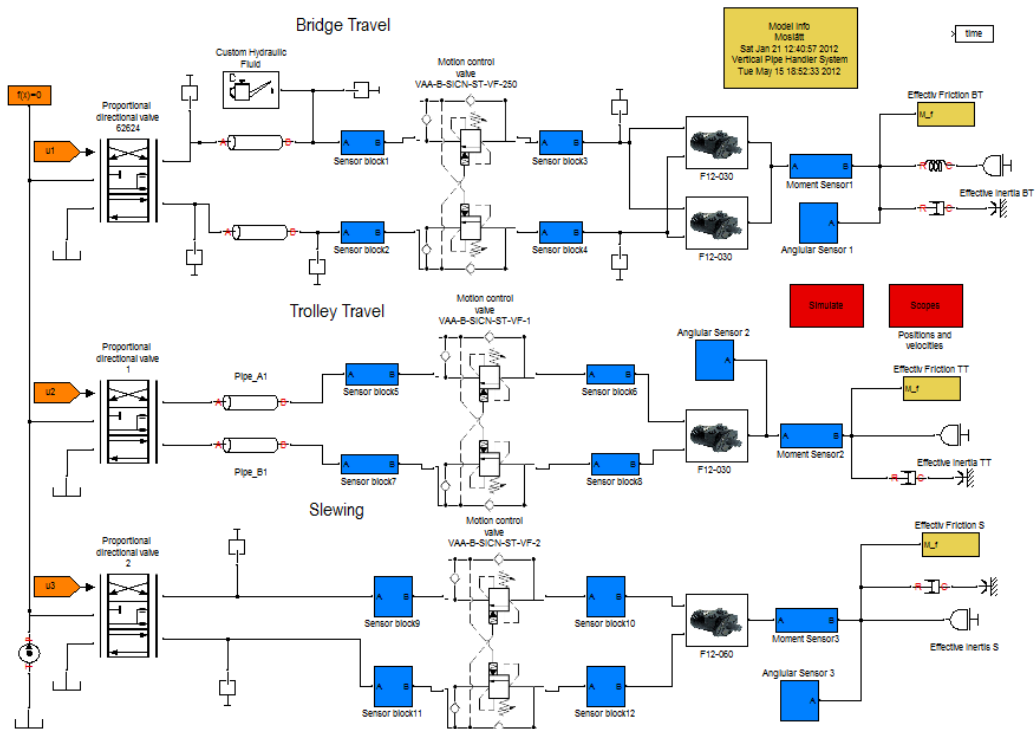 Bridge Travel
Model Info
Moslått
Sat Jan 21 12:40:57 2012
Vertical Pipe Handler System
Tue May 15 18:52:33 2012
time
Custom Hydraulic
Fluid
Motion control
valve
VAA-B-SICN-ST-VF-250
f(x)=0
Proportional
directional valve
62624
Effectiv Friction BT
M_f
u1
A
B
A
B
Sensor block1
A
B
Sensor block3
F12-030
A
B
Moment Sensor1
R
C
Effective Inertia BT
R
C
A
B
A
B
Sensor block2
A
B
Sensor block4
F12-030
A
Anglular Sensor 1
Trolley Travel
Motion control
valve
VAA-B-SICN-ST-VF-1
Simulate
Scopes
Positions and
velocities
Anglular Sensor 2
A
Proportional
directional valve
1
Effectiv Friction TT
M_f
u2
Pipe_A1
A
B
A
B
Sensor block5
A
B
Sensor block6
F12-030
A
B
Moment Sensor2
A
B
Pipe_B1
A
B
Sensor block7
A
B
Sensor block8
Effective Inertia TT
R
C
Slewing
Motion control
valve
VAA-B-SICN-ST-VF-2
Proportional
directional valve
2
Effectiv Friction S
M_f
u3
A
B
Sensor block9
A
B
Sensor block10
R
C
F12-060
A
B
Moment Sensor3
Effective Inertis S
P
T
A
B
Sensor block11
A
B
Sensor block12
Anglular Sensor 3
A